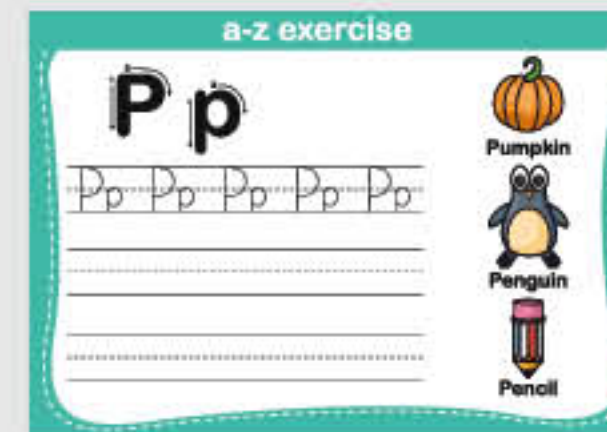 a-z exercise
P p
Pp Pp Pp Pp Pp
Pumpkin
Penguin
Pencil